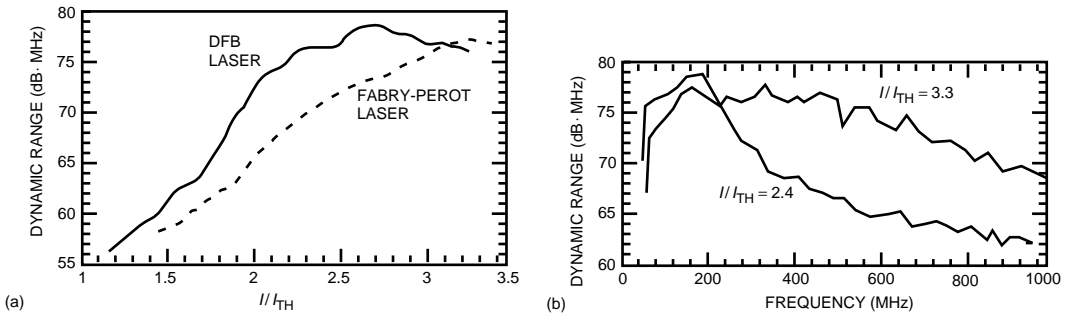 DYNAMIC RANGE (dB· MHz)
80
75
70
65
60
55
DFB
LASER
FABRY-PEROT
LASER
1
1.5
2
2.5
3
3.5
I/ITH
(a)
DYNAMIC RANGE (dB· MHz)
80
75
70
65
60
I/ITH = 3.3
I/ITH = 2.4
0
200
400
600
800
1000
FREQUENCY (MHz)
(b)